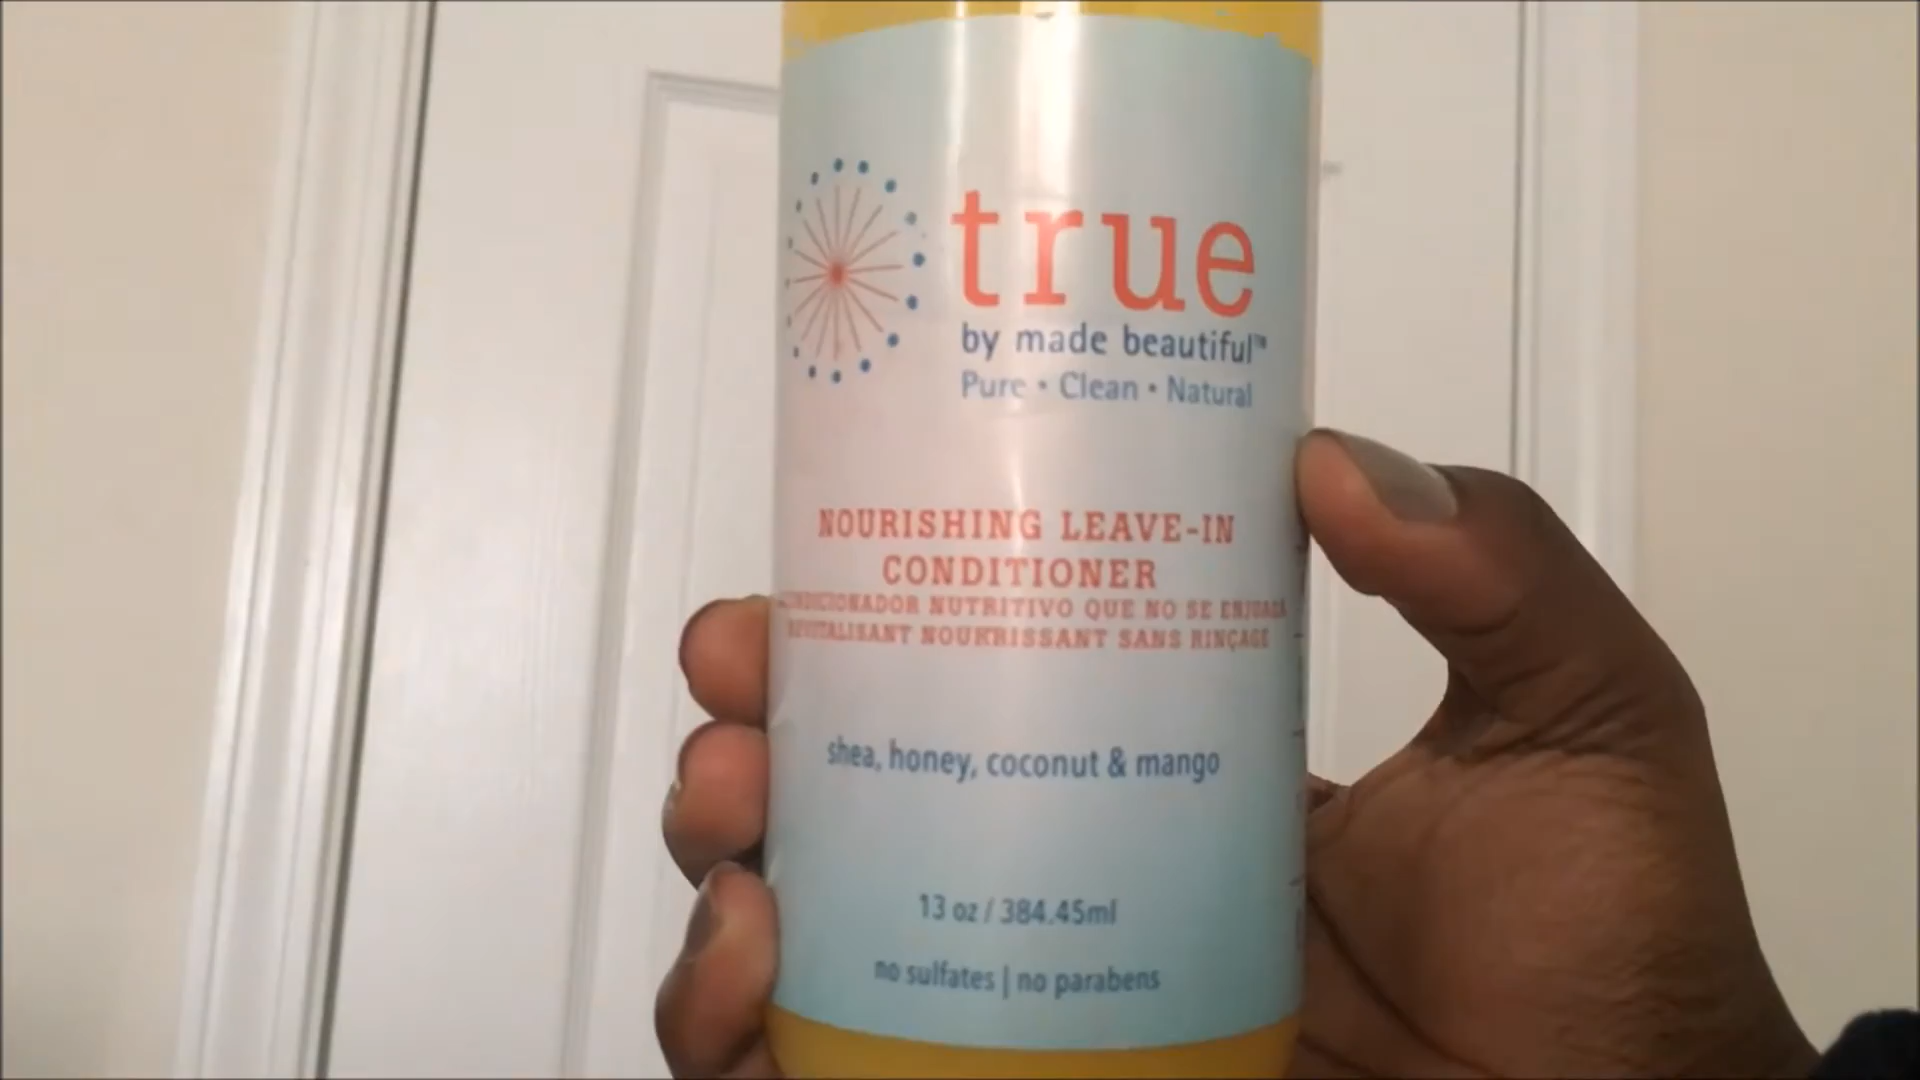 true
by made beautiful™
Pure • Clean • Natural
NOURISHING LEAVE-IN
CONDITIONER
NUTRITIVO QUE NO SE
NOURRISSANT SANS RINÇAGE
shea, honey, coconut & mango
13 oz / 384.45ml
no sulfates | no parabens